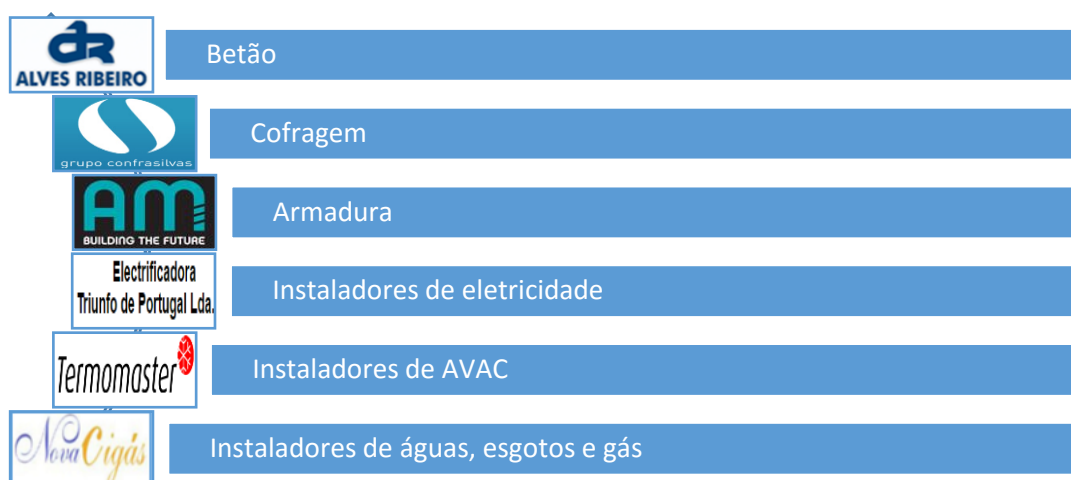 ALVES RIBEIRO
Betão
grupo confrasilvas
Cofragem
AM
BUILDING THE FUTURE
Armadura
Electrificadora
Triunfo de Portugal Lda.
Instaladores de eletricidade
Termomaster
Instaladores de AVAC
Nova Cigás
Instaladores de águas, esgotos e gás